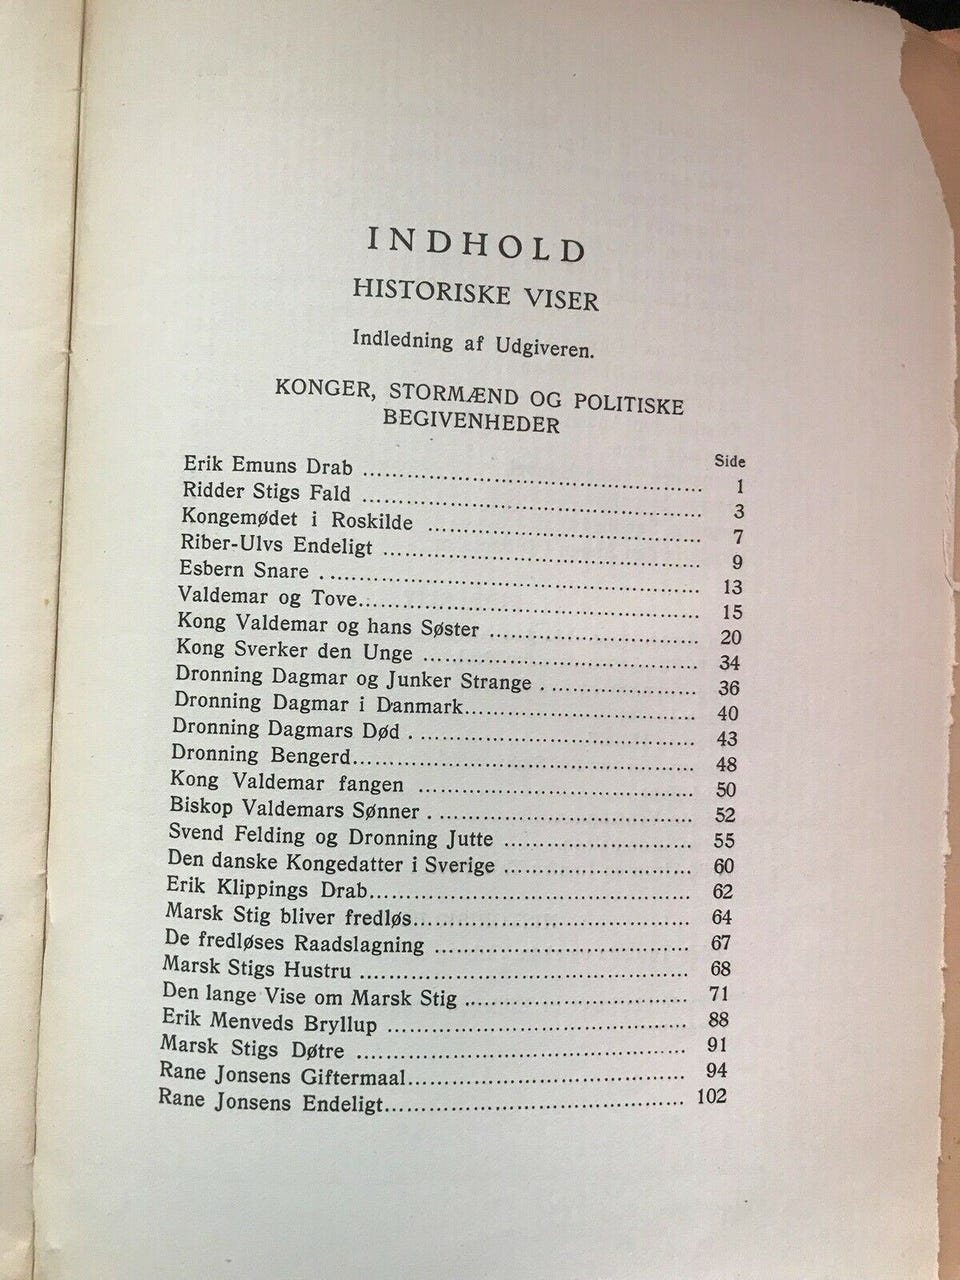 INDHOLD
HISTORISKE VISER
Indledning af Udgiveren.
KONGER, STORMÆND OG POLITISKE
BEGIVENHEDER
Side
Erik Emuns Drab ........................................ 1
Ridder Stigs Fald ........................................ 3
Kongemødet i Roskilde ........................................ 7
Riber-Ulvs Endeligt ........................................ 9
Esbern Snare ........................................ 13
Valdemar og Tove........................................ 15
Kong Valdemar og hans Søster .............................. 20
Kong Sverker den Unge ................................... 34
Dronning Dagmar og Junker Strange .................... 36
Dronning Dagmar i Danmark.............................. 40
Dronning Dagmars Død ................................... 43
Dronning Bengerd........................................ 48
Kong Valdemar fangen ................................... 50
Biskop Valdemars Sønner ................................... 52
Svend Felding og Dronning Jutte ......................... 55
Den danske Kongedatter i Sverige ......................... 60
Erik Klippings Drab........................................ 62
Marsk Stig bliver fredløs................................... 64
De fredløses Raadslagning ................................... 67
Marsk Stigs Hustru ........................................ 68
Den lange Vise om Marsk Stig .............................. 71
Erik Menveds Bryllup ................................... 88
Marsk Stigs Døtre ........................................ 91
Rane Jonsens Giftermaal................................... 94
Rane Jonsens Endeligt................................... 102